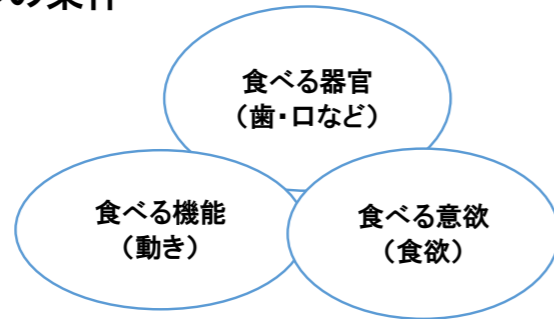 の条件
食べる器官
（歯・口など）
食べる機能
（動き）
食べる意欲
（食欲）